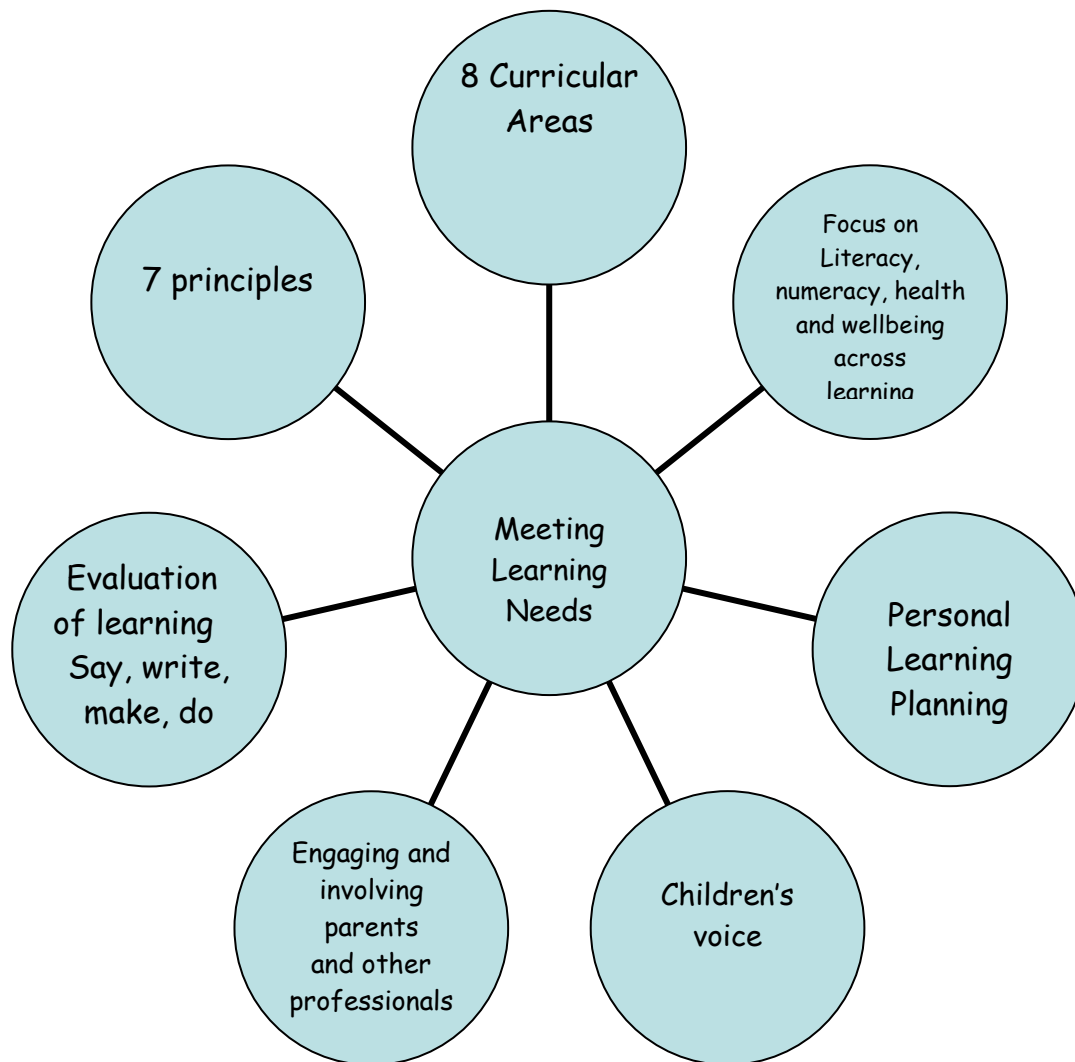 8 Curricular
Areas
Focus on
Literacy,
numeracy, health
and wellbeing
across
learning
7 principles
Meeting
Learning
Needs
Personal
Learning
Planning
Evaluation
of learning
Say, write,
make, do
Engaging and
involving
parents
and other
professionals
Children’s
voice